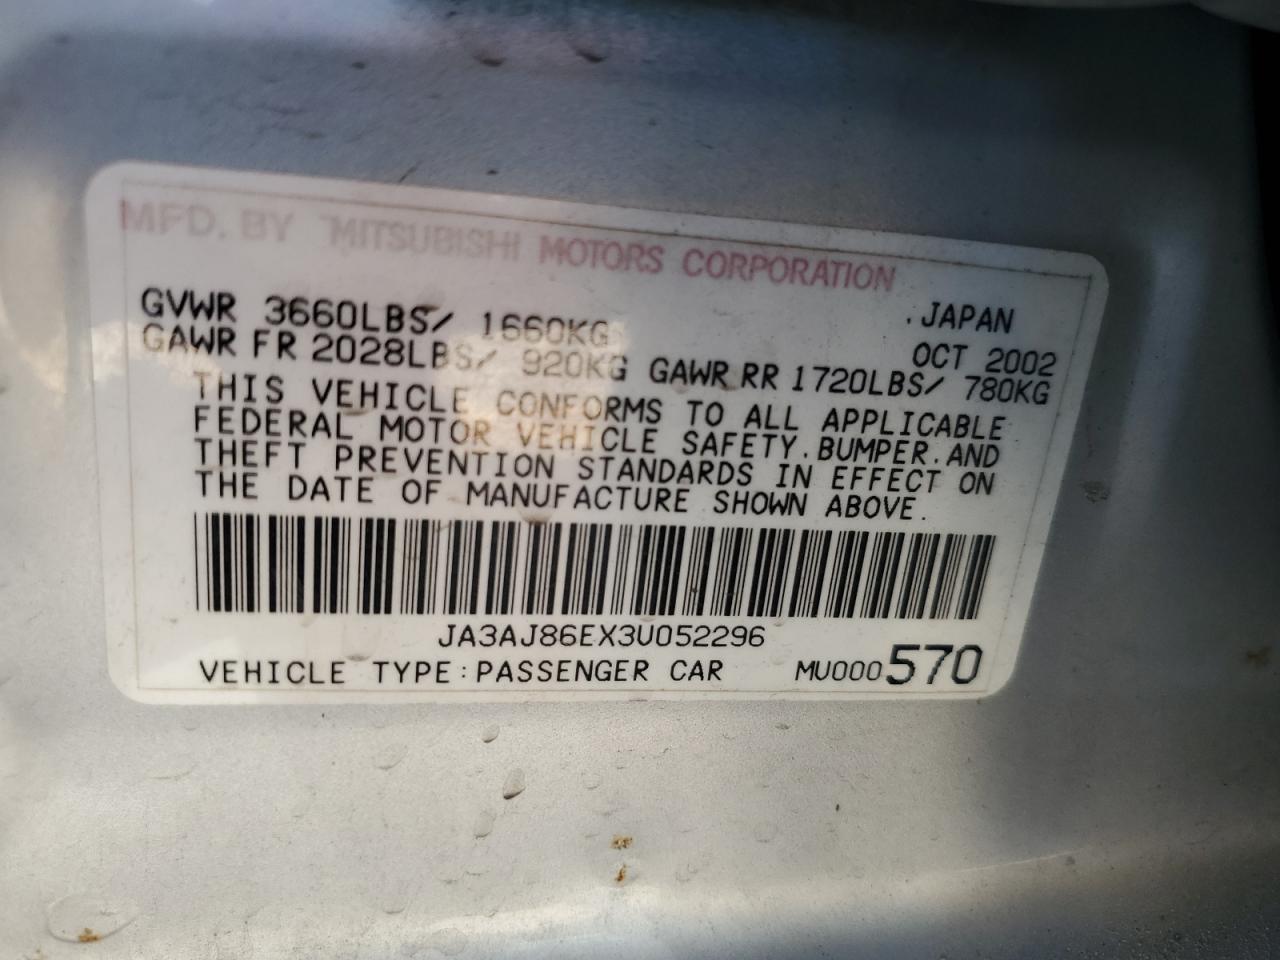 MFD. BY MITSUBISHI MOTORS CORPORATION
.JAPAN
GVWR 3660LBS/ 1660KG OCT 2002
GAWR FR 2028LBS/ 920KG GAWR RR 1720LBS/ 780KG
THIS VEHICLE CONFORMS TO ALL APPLICABLE
FEDERAL MOTOR VEHICLE SAFETY.BUMPER.AND
THEFT PREVENTION STANDARDS IN EFFECT ON
THE DATE OF MANUFACTURE SHOWN ABOVE.
JA3AJ86EX3U052296
VEHICLE TYPE:PASSENGER CAR MU000570